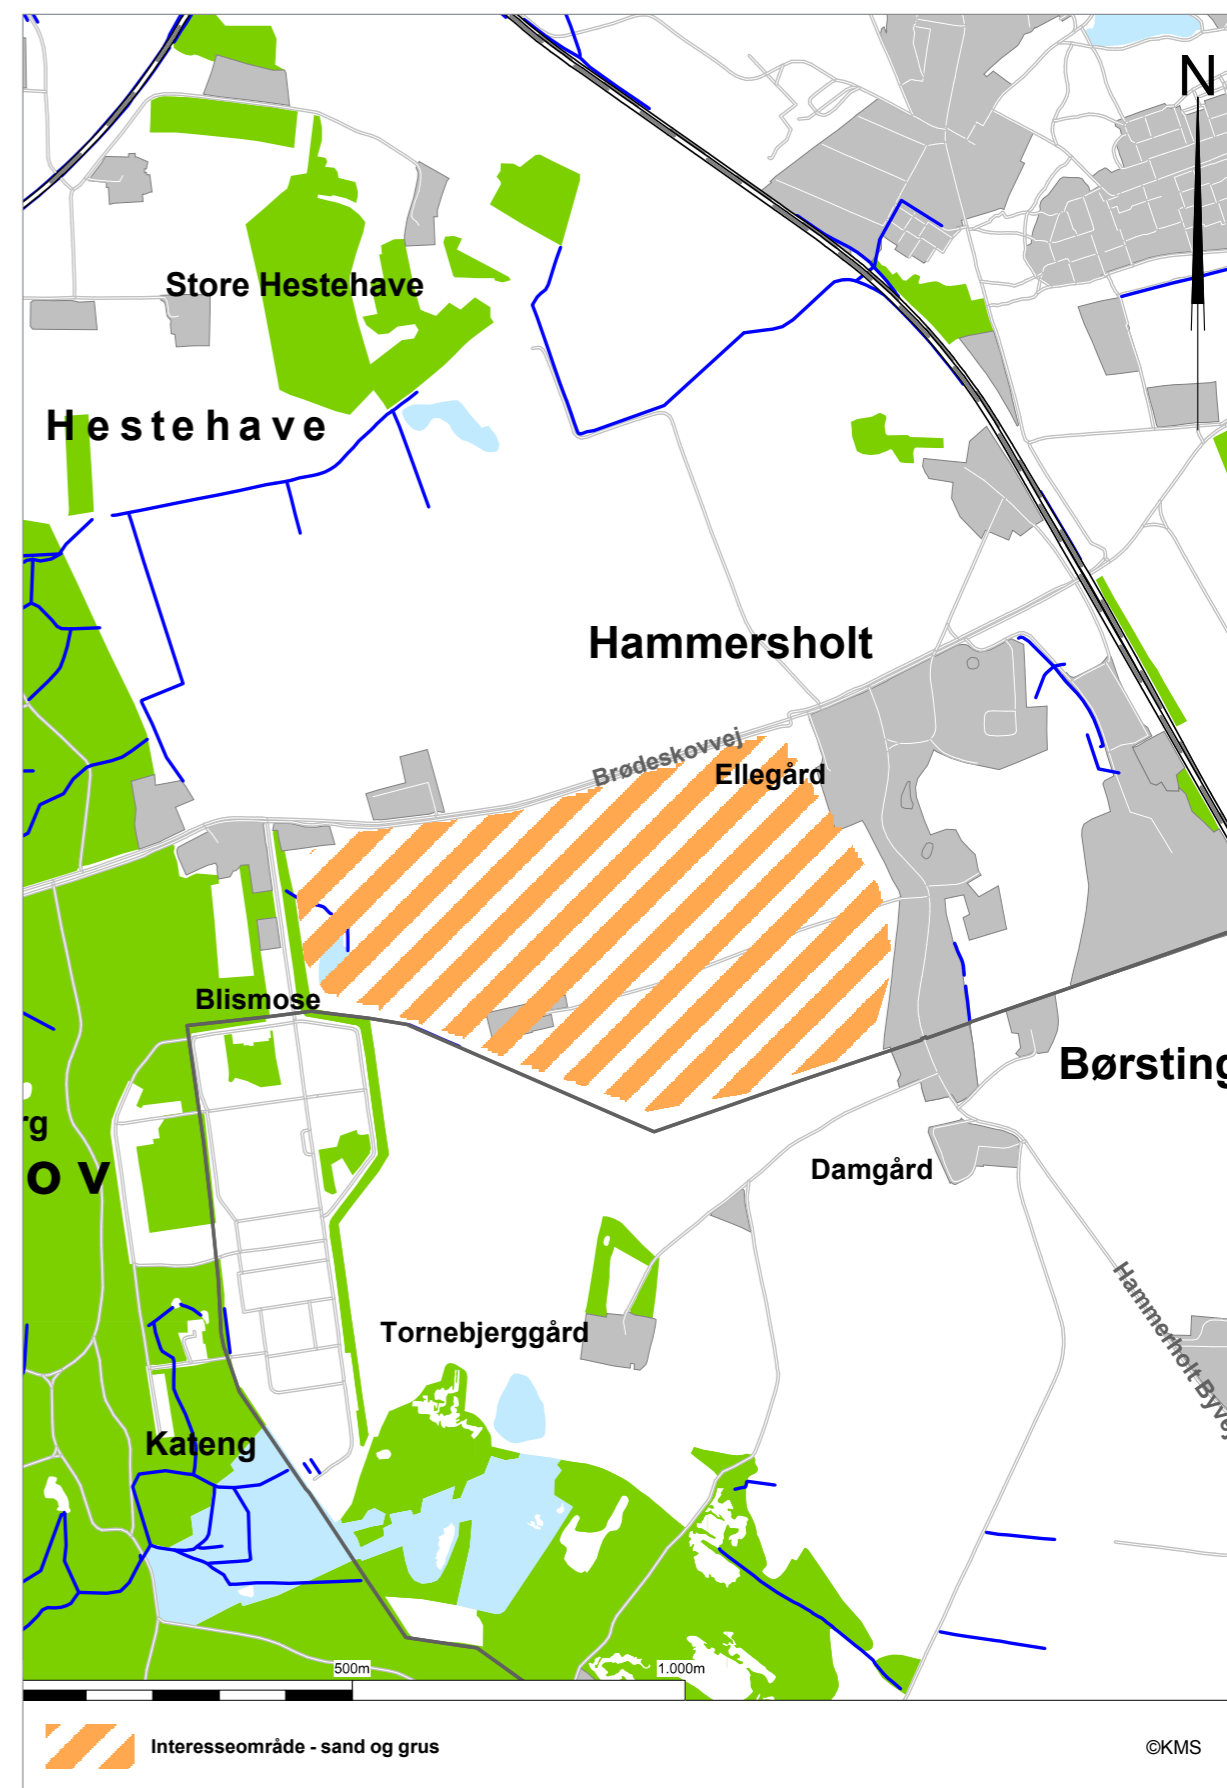 N
Store Hestehave
Hestehave
Hammersholt
Brødeskovvej
Ellegård
Blismose
Børsting
rg
ov
Damgård
Hammerholt Byvej
Tornebjerggård
Kateng
500m
1.000m
Interesseområde - sand og grus
©KMS